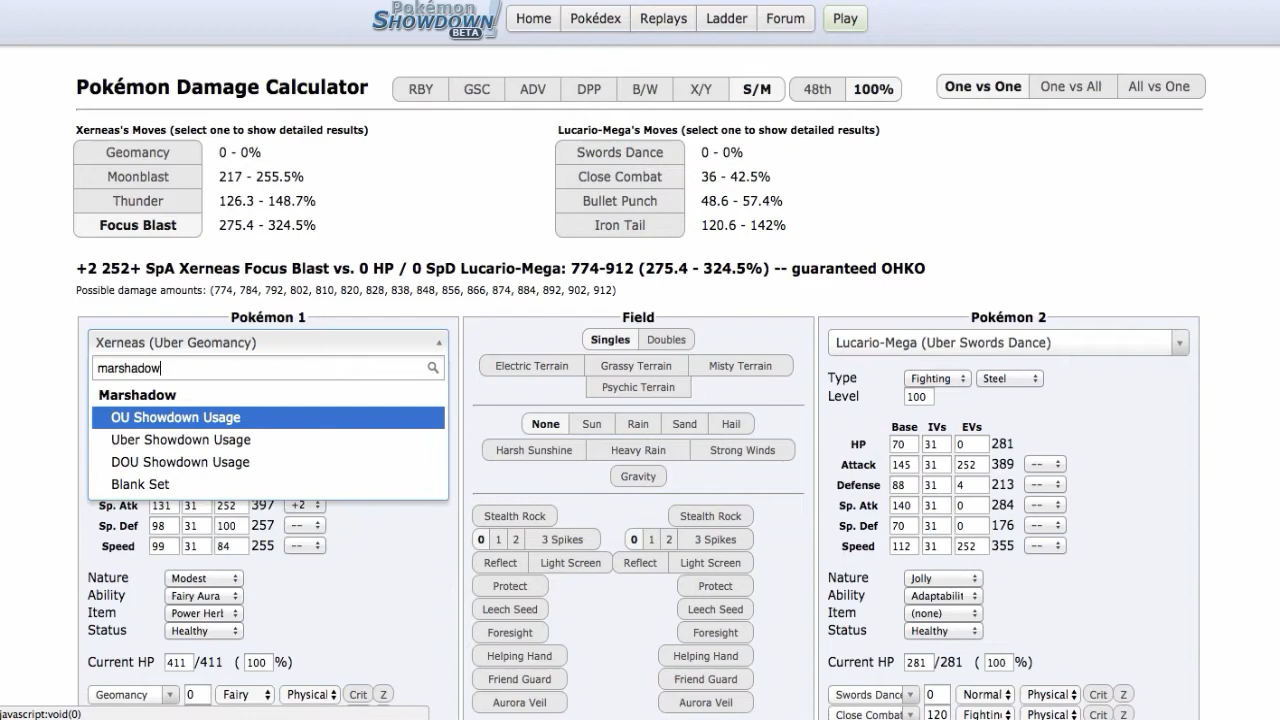 Pokémon SHOWDOWN BETA Home Pokédex Replays Ladder Forum Play
Pokémon Damage Calculator RBY GSC ADV DPP B/W X/Y S/M 48th 100% One vs One One vs All All vs One
Xerneas's Moves (select one to show detailed results)
Geomancy 0 - 0%
Moonblast 217 - 255.5%
Thunder 126.3 - 148.7%
Focus Blast 275.4 - 324.5%
Lucario-Mega's Moves (select one to show detailed results)
Swords Dance 0 - 0%
Close Combat 36 - 42.5%
Bullet Punch 48.6 - 57.4%
Iron Tail 120.6 - 142%
+2 252+ SpA Xerneas Focus Blast vs. 0 HP / 0 SpD Lucario-Mega: 774-912 (275.4 - 324.5%) -- guaranteed OHKO
Possible damage amounts: (774, 784, 792, 802, 810, 820, 828, 838, 848, 856, 866, 874, 884, 892, 902, 912)
Pokémon 1
Xerneas (Uber Geomancy)
marshadow
Marshadow
OU Showdown Usage
Uber Showdown Usage
DOU Showdown Usage
Blank Set
Sp. Atk 131 31 252 397 +2
Sp. Def 98 31 100 257 --
Speed 99 31 84 255 --
Nature Modest
Ability Fairy Aura
Item Power Herl
Status Healthy
Current HP 411 /411 ( 100 %)
Geomancy 0 Fairy Physical Crit Z
Field
Singles Doubles
Electric Terrain Grassy Terrain Misty Terrain
Psychic Terrain
None Sun Rain Sand Hail
Harsh Sunshine Heavy Rain Strong Winds
Gravity
Stealth Rock Stealth Rock
0 1 2 3 Spikes 0 1 2 3 Spikes
Reflect Light Screen Reflect Light Screen
Protect Protect
Leech Seed Leech Seed
Foresight Foresight
Helping Hand Helping Hand
Friend Guard Friend Guard
Aurora Veil Aurora Veil
Pokémon 2
Lucario-Mega (Uber Swords Dance)
Type Fighting Steel
Level 100
Base IVs EVs
HP 70 31 0 281
Attack 145 31 252 389 --
Defense 88 31 4 213 --
Sp. Atk 140 31 0 284 --
Sp. Def 70 31 0 176 --
Speed 112 31 252 355 --
Nature Jolly
Ability Adaptabilit
Item (none)
Status Healthy
Current HP 281 /281 ( 100 %)
Swords Danc 0 Normal Physical Crit Z
Close Combat 120 Fightin Physical Crit Z
javascript:void(0)